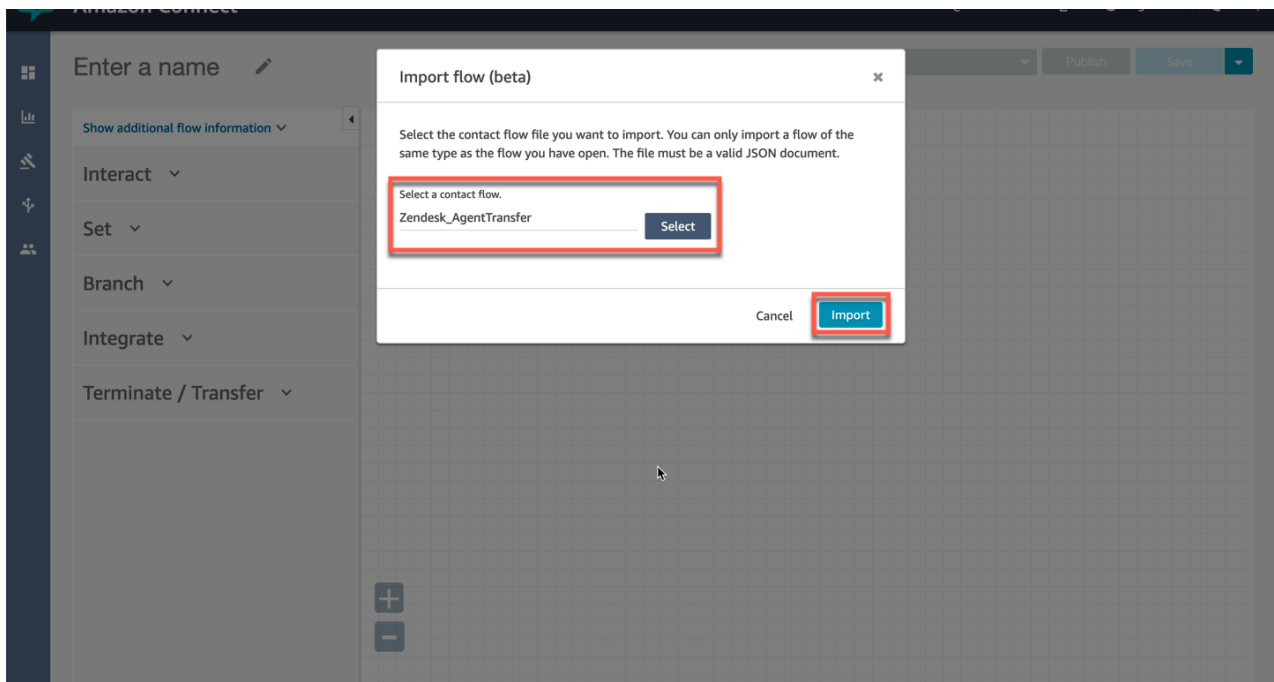 Amazon Connect
Enter a name
Import flow (beta)
Publish
Save
Show additional flow information
Select the contact flow file you want to import. You can only import a flow of the
same type as the flow you have open. The file must be a valid JSON document.
Interact
Select a contact flow.
Zendesk_AgentTransfer
Select
Set
Branch
Cancel
Import
Integrate
Terminate / Transfer